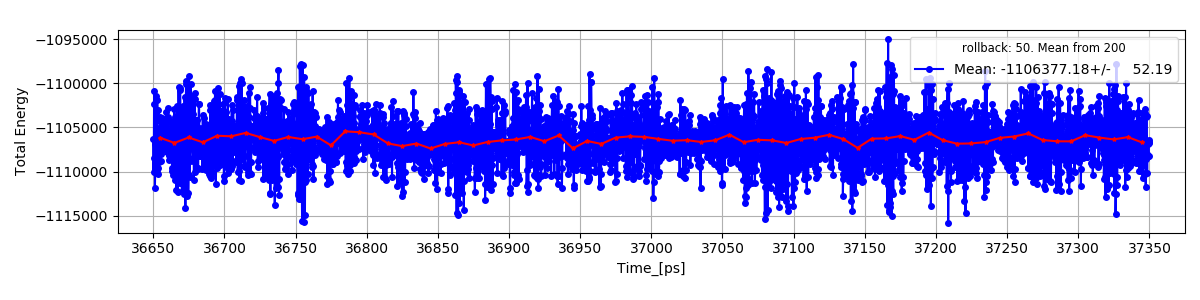 Total Energy
−1095000
−1100000
−1105000
−1110000
−1115000
rollback: 50. Mean from 200
Mean: -1106377.18+/- 52.19
36650 36700 36750 36800 36850 36900 36950 37000 37050 37100 37150 37200 37250 37300 37350
Time_[ps]